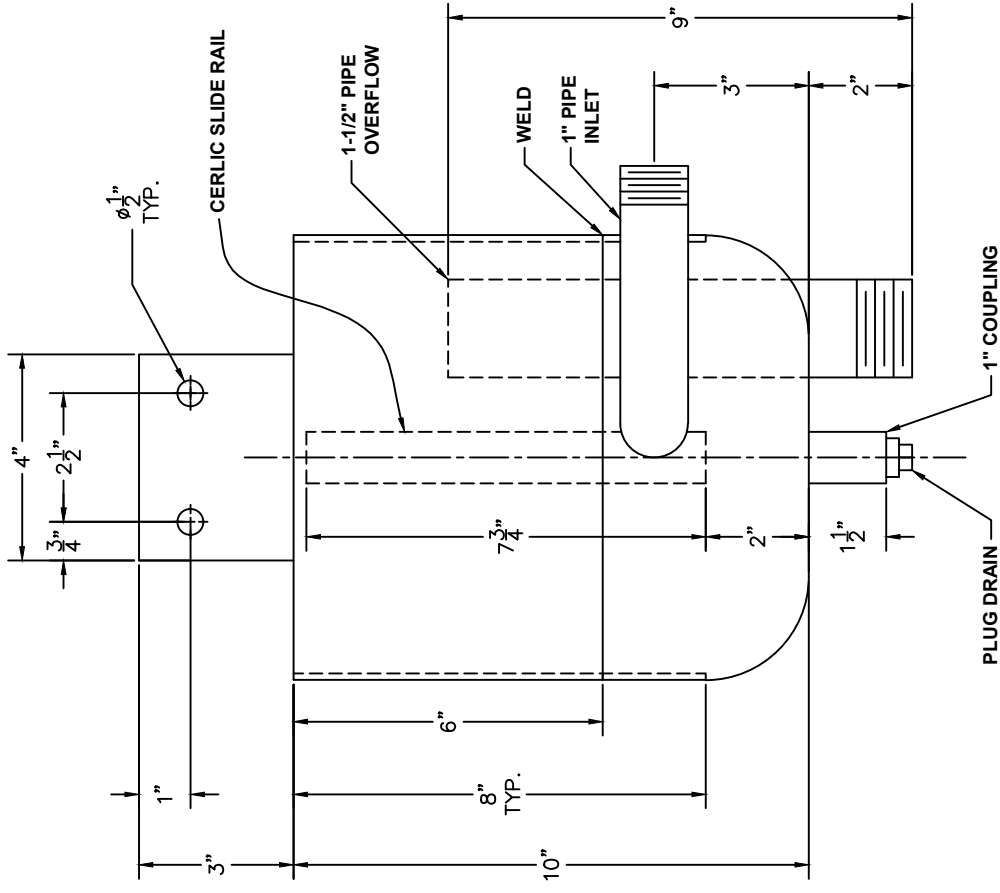 4"
2 1/2"
3/4"
ø1/2"
TYP.
CERLIC SLIDE RAIL
1-1/2" PIPE
OVERFLOW
WELD
1" PIPE
INLET
9"
3"
2"
1"
3"
6"
8"
TYP.
10"
7 3/4"
2"
1 1/2"
1" COUPLING
PLUG DRAIN